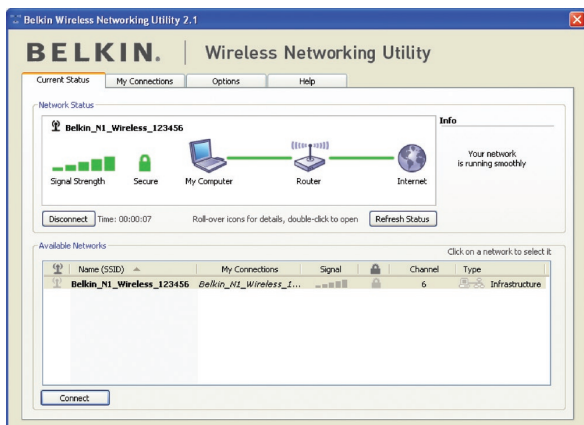 Belkin Wireless Networking Utility 2.1
BELKIN. | Wireless Networking Utility
Current Status My Connections Options Help
Network Status
Belkin_N1_Wireless_123456
Info
Your network
is running smoothly
Signal Strength Secure My Computer Router Internet
Disconnect Time: 00:00:07 Roll-over icons for details, double-click to open Refresh Status
Available Networks
Click on a network to select it
Name (SSID) My Connections Signal Channel Type
Belkin_N1_Wireless_123456 Belkin_N1_Wireless_1... 6 Infrastructure
Connect